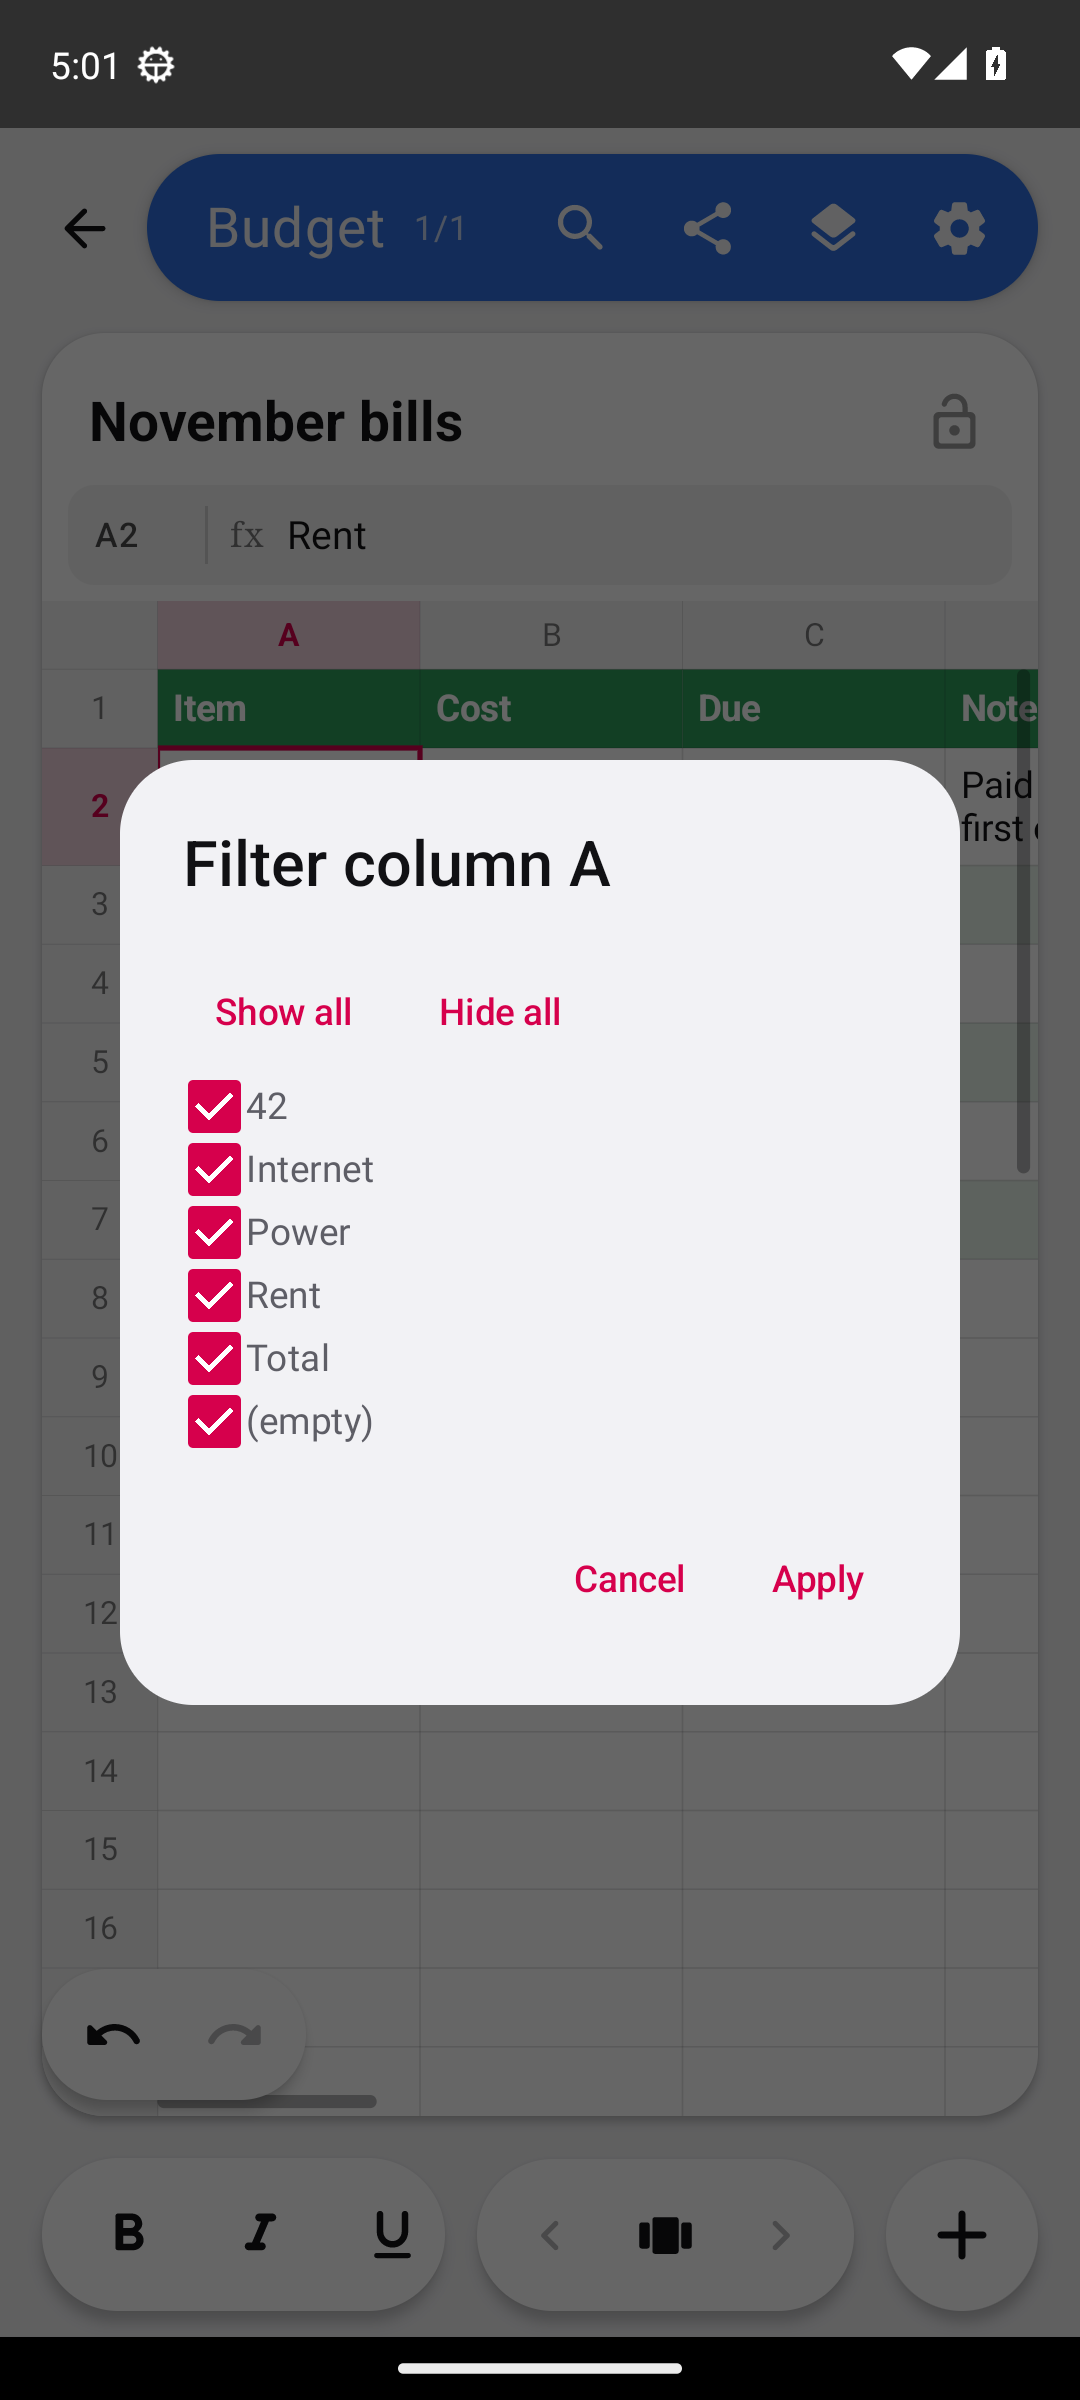 5:01
Budget 1/1
November bills
A2 fx Rent
A B C
1 Item Cost Due Note
2 Paid
first
3
4
5
6
7
8
9
10
11
12
13
14
15
16
Filter column A
Show all Hide all
42
Internet
Power
Rent
Total
(empty)
Cancel Apply
B I U